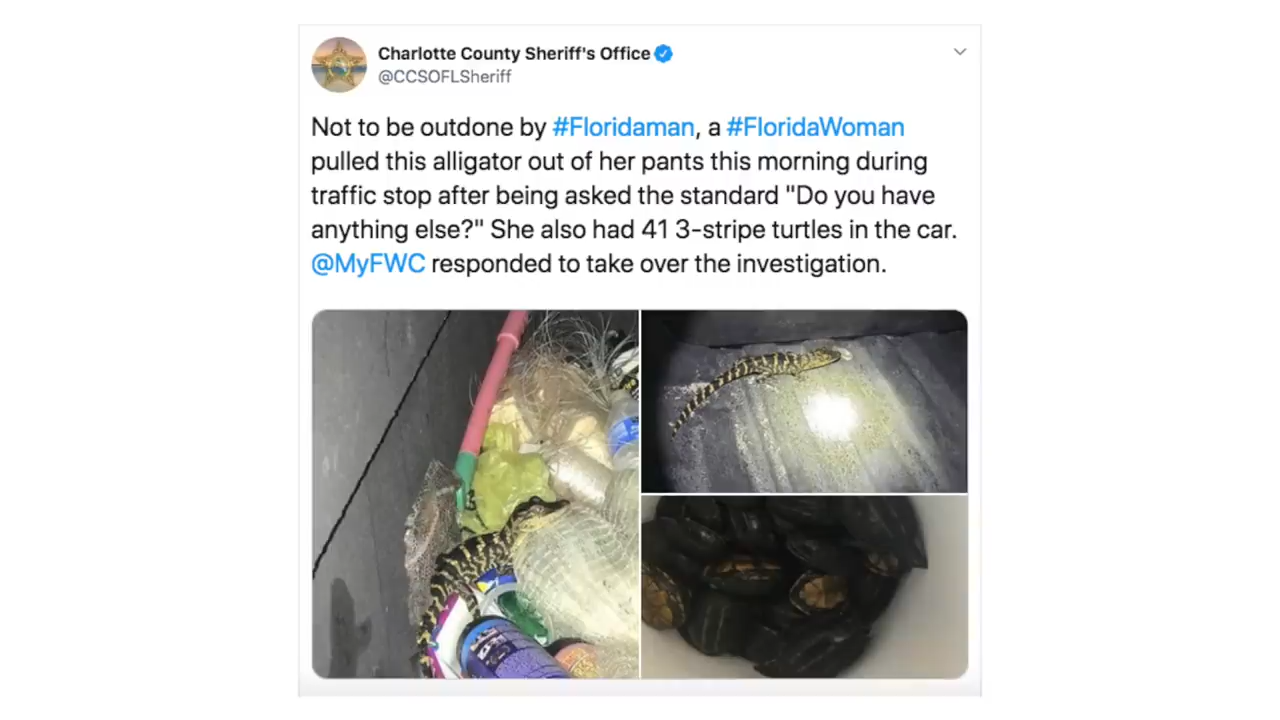 Charlotte County Sheriff's Office
@CCSOFLSheriff
Not to be outdone by #Floridaman, a #FloridaWoman
pulled this alligator out of her pants this morning during
traffic stop after being asked the standard "Do you have
anything else?" She also had 41 3-stripe turtles in the car.
@MyFWC responded to take over the investigation.